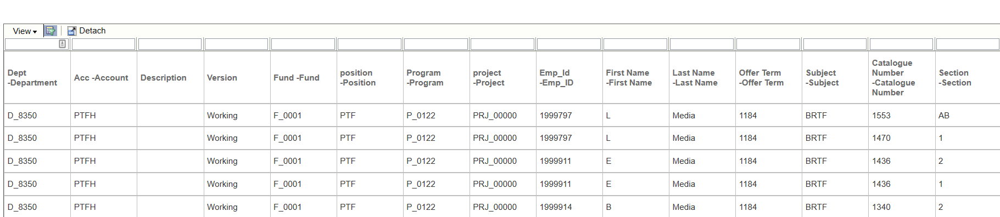 View Detach
Dept -Department Acc -Account Description Version Fund -Fund position -Position Program -Program project -Project Emp_Id -Emp_ID First Name -First Name Last Name -Last Name Offer Term -Offer Term Subject -Subject Catalogue Number -Catalogue Number Section -Section
D_8350 PTFH Working F_0001 PTF P_0122 PRJ_00000 1999797 L Media 1184 BRTF 1553 AB
D_8350 PTFH Working F_0001 PTF P_0122 PRJ_00000 1999797 L Media 1184 BRTF 1470 1
D_8350 PTFH Working F_0001 PTF P_0122 PRJ_00000 1999911 E Media 1184 BRTF 1436 2
D_8350 PTFH Working F_0001 PTF P_0122 PRJ_00000 1999911 E Media 1184 BRTF 1436 1
D_8350 PTFH Working F_0001 PTF P_0122 PRJ_00000 1999914 B Media 1184 BRTF 1340 2